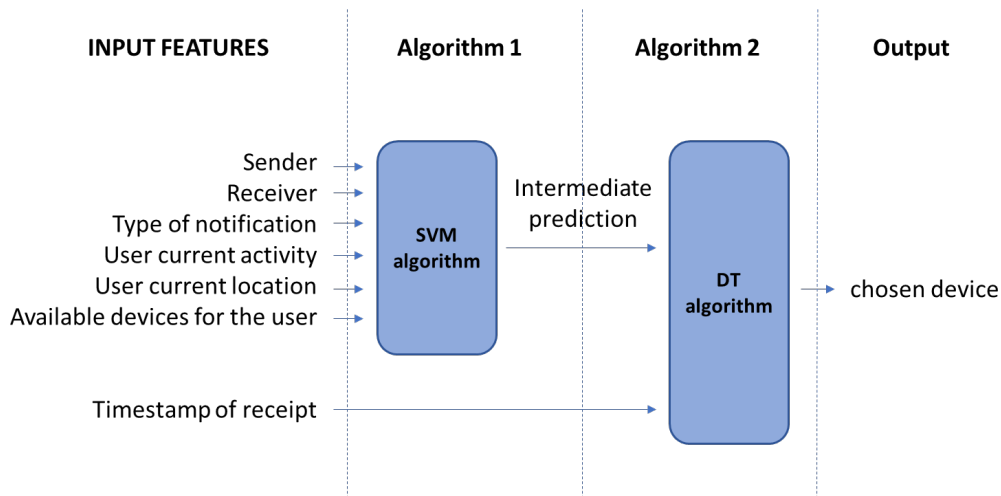 INPUT FEATURES
Algorithm 1
Algorithm 2
Output
Sender
Receiver
Type of notification
User current activity
User current location
Available devices for the user
Timestamp of receipt
SVM
algorithm
Intermediate
prediction
DT
algorithm
chosen device